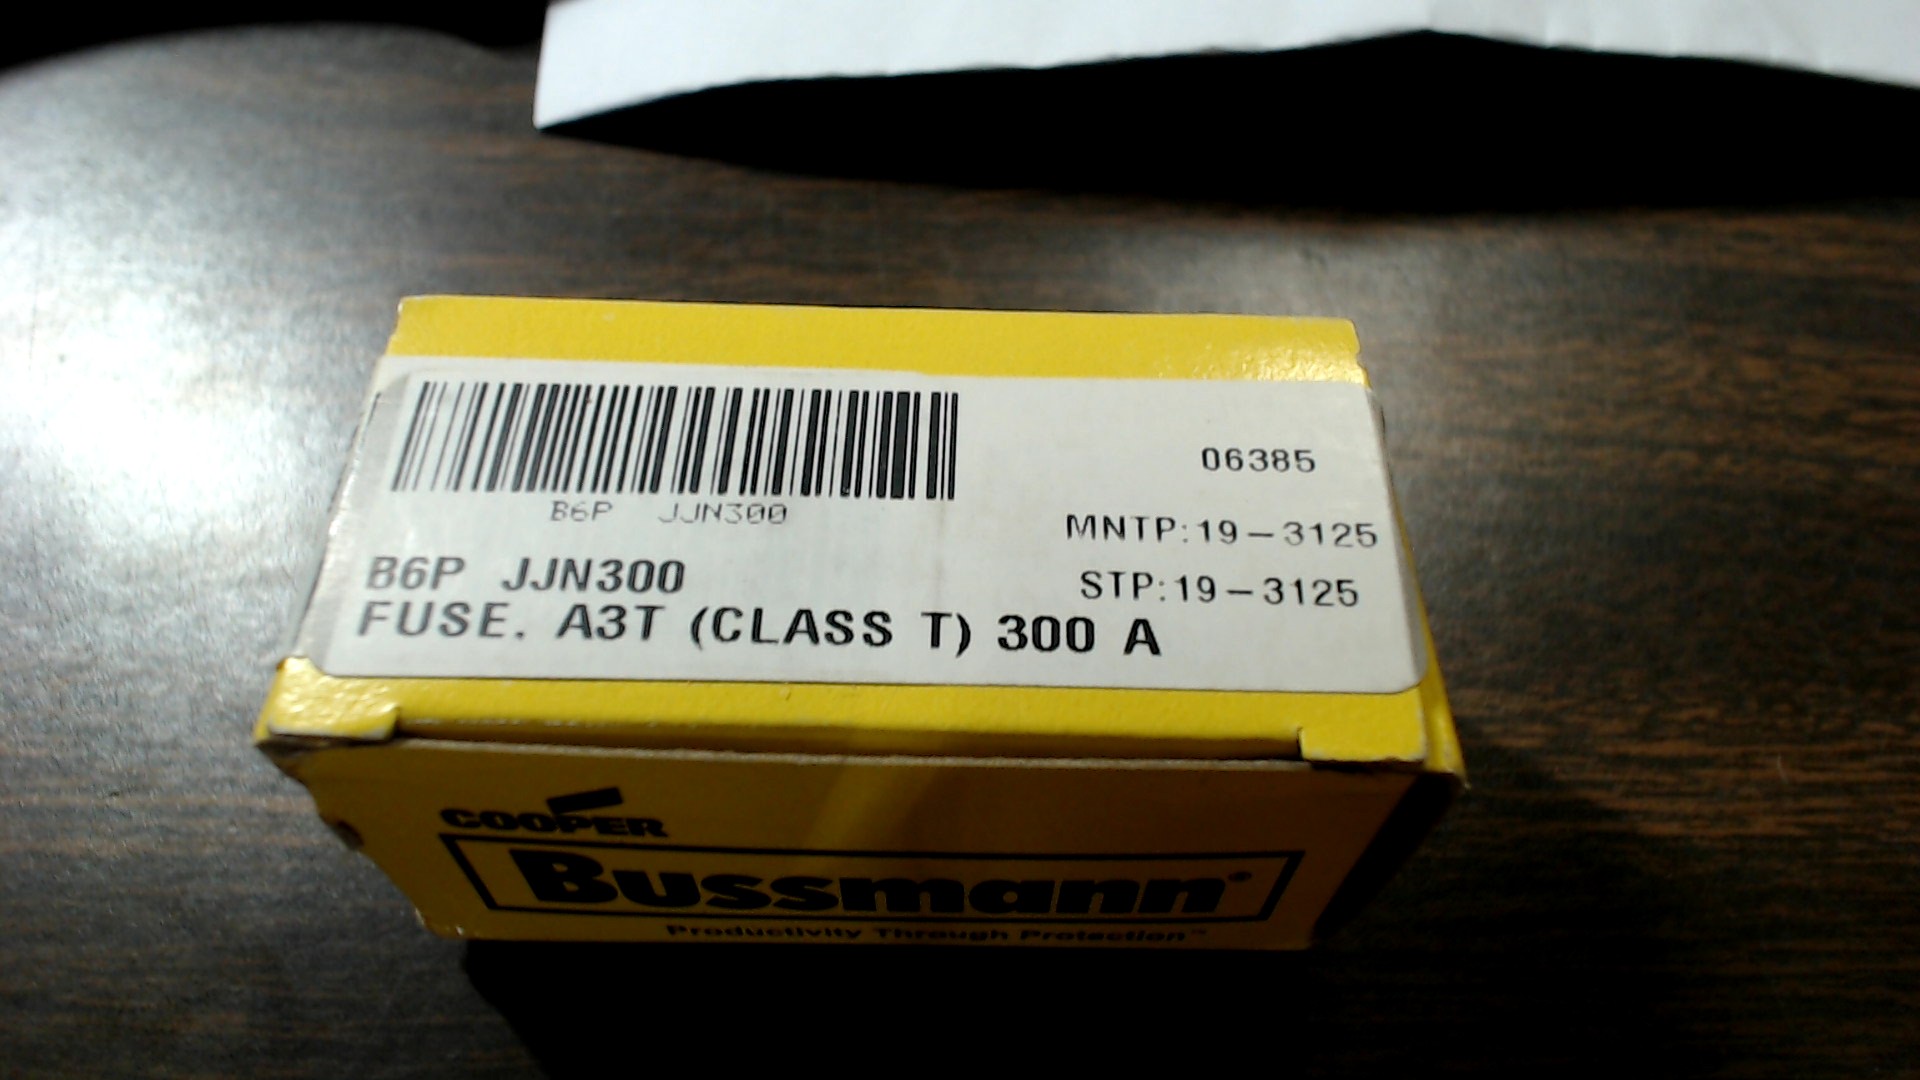 B6P JJN300
06385
MNTP:19-3125
STP:19-3125
B6P JJN300
FUSE. A3T (CLASS T) 300 A
COOPER
Bussmann®
Productivity Through Protection™